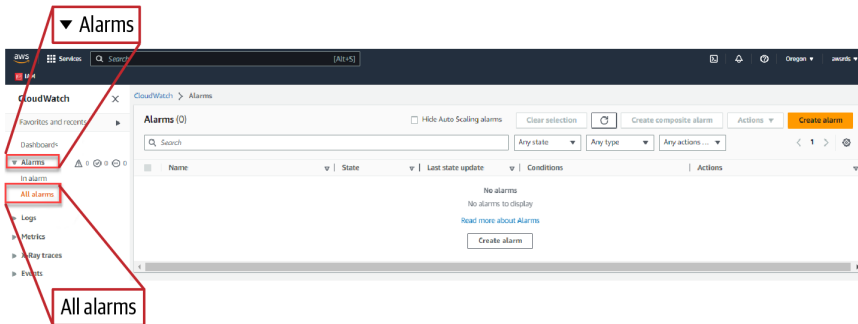 ▼ Alarms
aws Services Search [Alt+S] Oregon ▼ awsrds ▼
IAM
CloudWatch X CloudWatch > Alarms
Favorites and recents ▶ Alarms (0) Hide Auto Scaling alarms Clear selection Create composite alarm Actions ▼ Create alarm
Dashboards Search Any state ▼ Any type ▼ Any actions ... ▼ < 1 >
▼ Alarms 0 0 0 Name State Last state update Conditions Actions
In alarm No alarms
All alarms No alarms to display
▶ Logs Read more about Alarms
▶ Metrics Create alarm
▶ X-Ray traces
▶ Events
All alarms